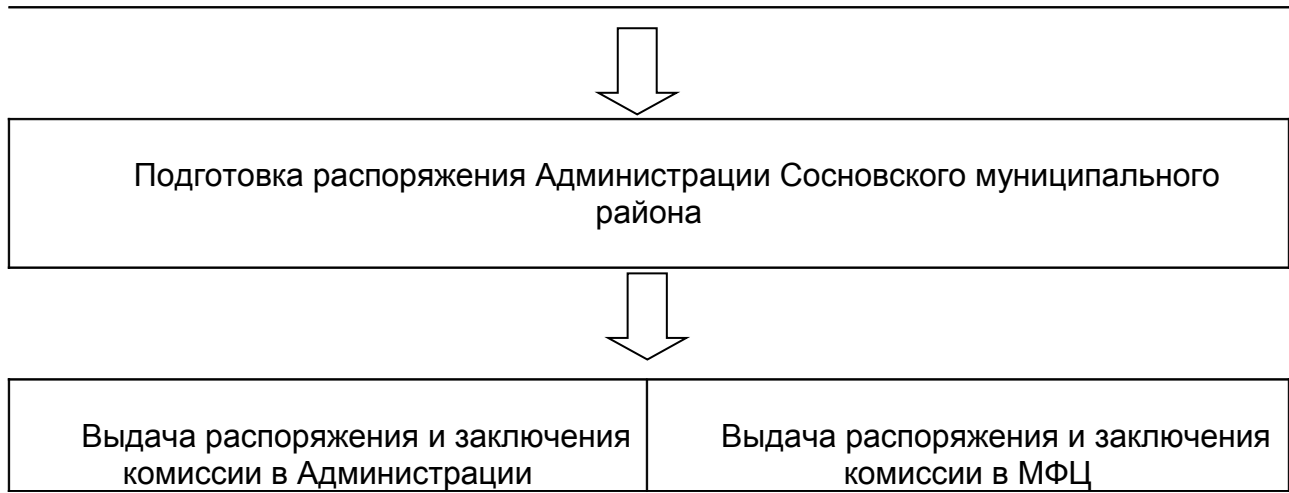 Подготовка распоряжения Администрации Сосновского муниципального
района
Выдача распоряжения и заключения
комиссии в Администрации
Выдача распоряжения и заключения
комиссии в МФЦ